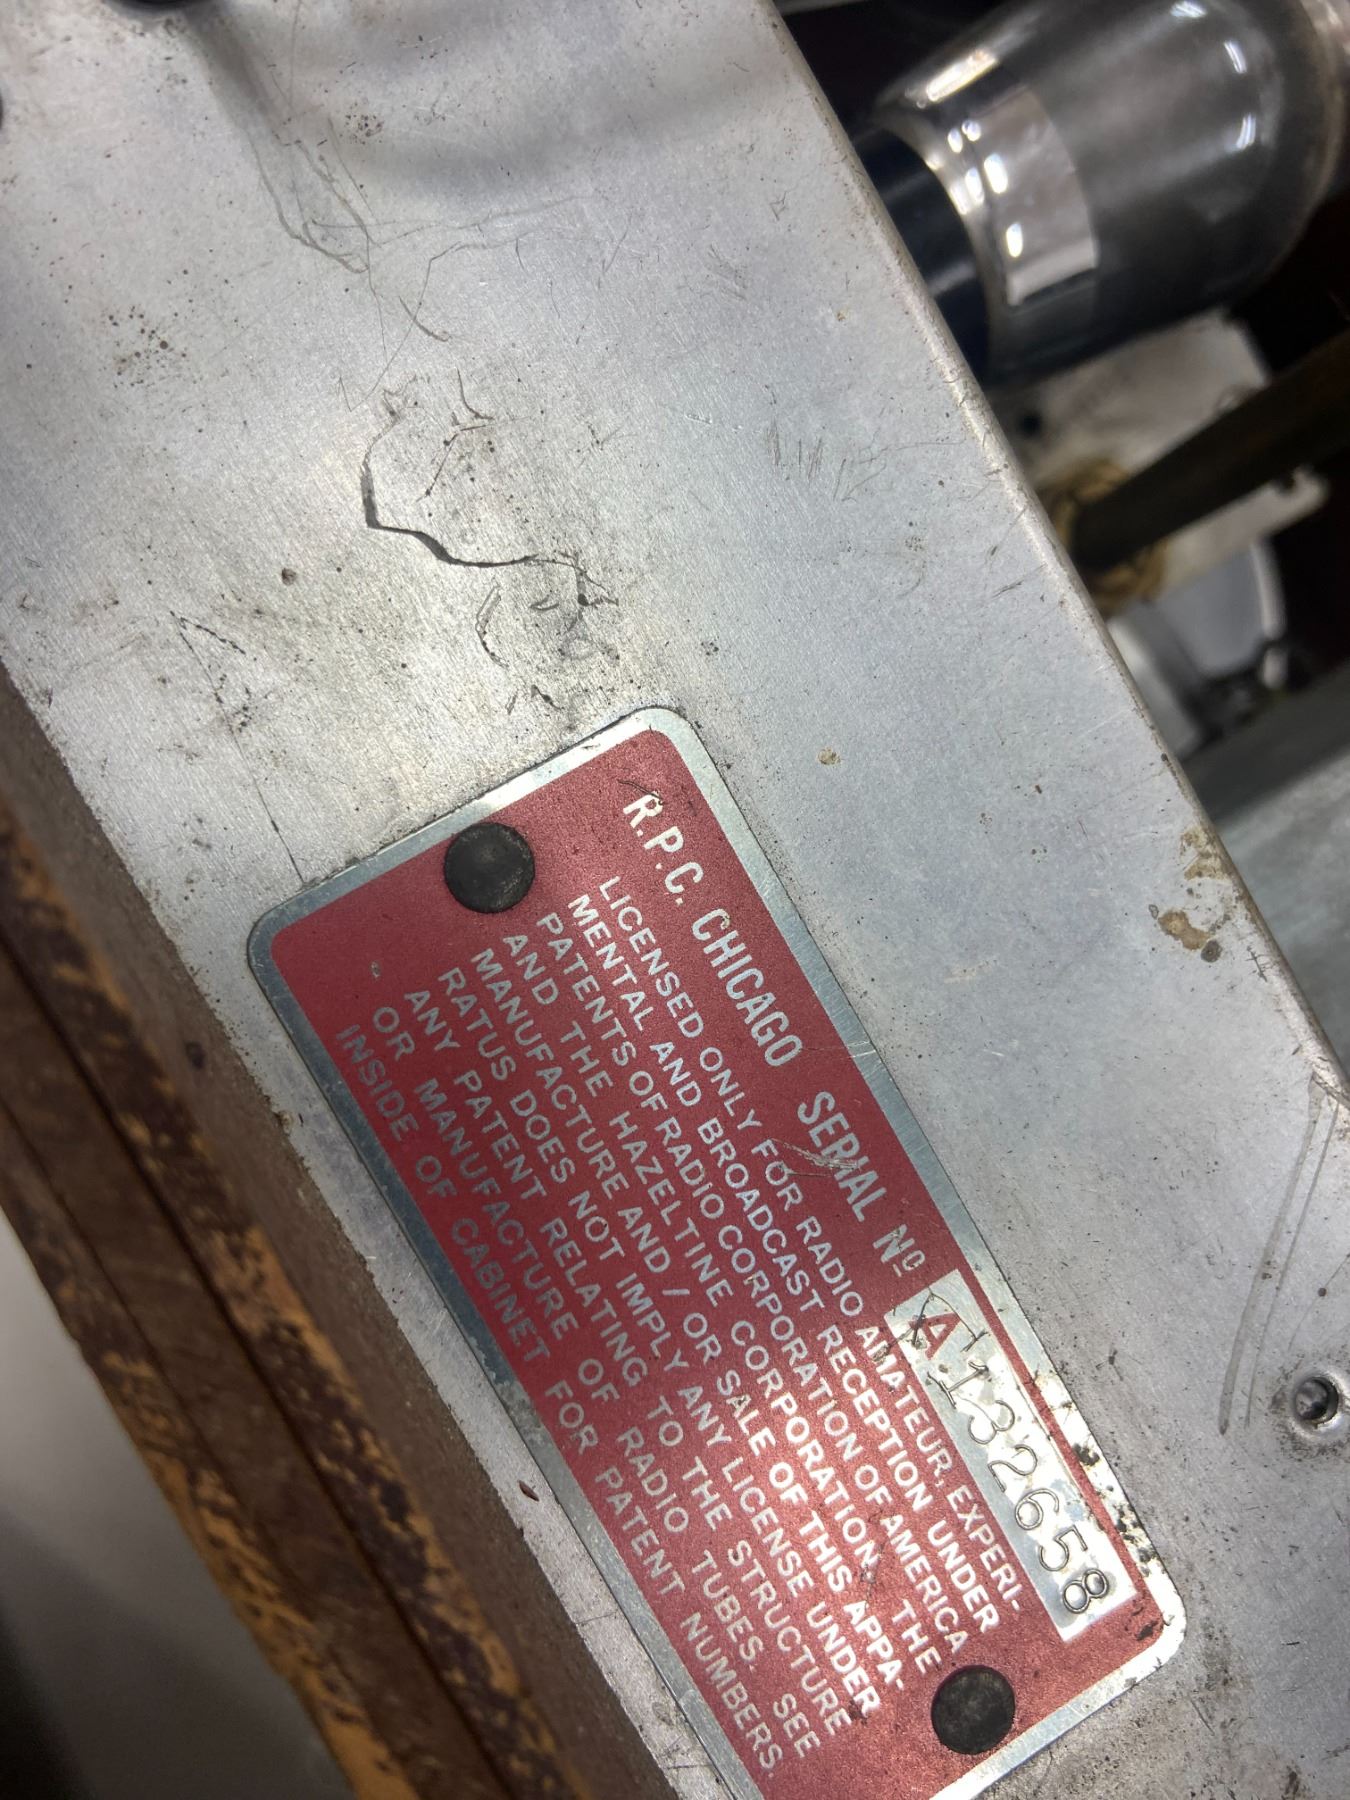 R.P.C. CHICAGO SERIAL Nº A 132658
LICENSED ONLY FOR RADIO AMATEUR, EXPERI-
MENTAL AND BROADCAST RECEPTION UNDER
PATENTS OF RADIO CORPORATION OF AMERICA
AND THE HAZELTINE CORPORATION. THE
MANUFACTURE AND/OR SALE OF THIS APPA-
RATUS DOES NOT IMPLY ANY LICENSE UNDER
ANY PATENT RELATING TO THE STRUCTURE
OR MANUFACTURE OF RADIO TUBES. SEE
INSIDE OF CABINET FOR PATENT NUMBERS.